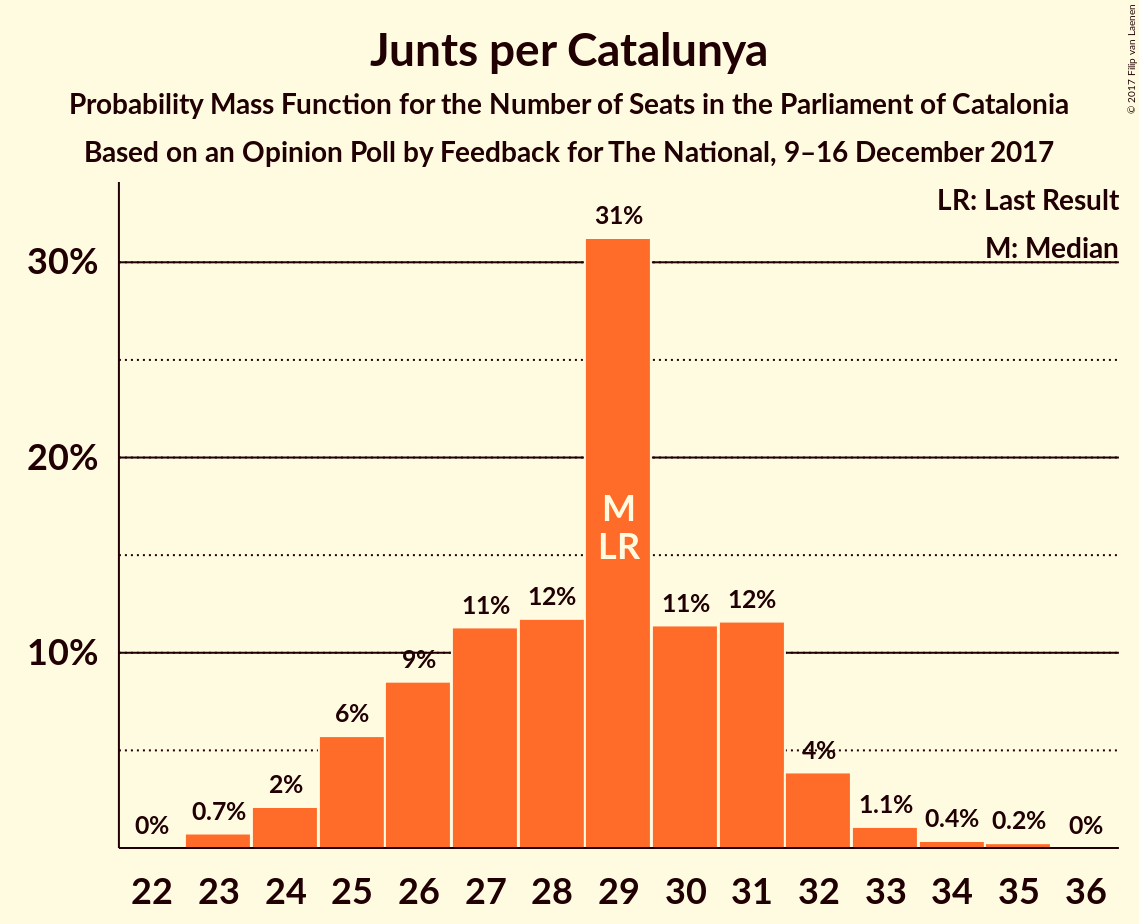 Junts per Catalunya
Probability Mass Function for the Number of Seats in the Parliament of Catalonia
Based on an Opinion Poll by Feedback for The National, 9–16 December 2017
© 2017 Filip van Laenen
LR: Last Result
M: Median
30%
20%
10%
0%
0.7%
2%
6%
9%
11%
12%
31%
11%
12%
4%
1.1%
0.4%
0.2%
0%
M
LR
22 23 24 25 26 27 28 29 30 31 32 33 34 35 36